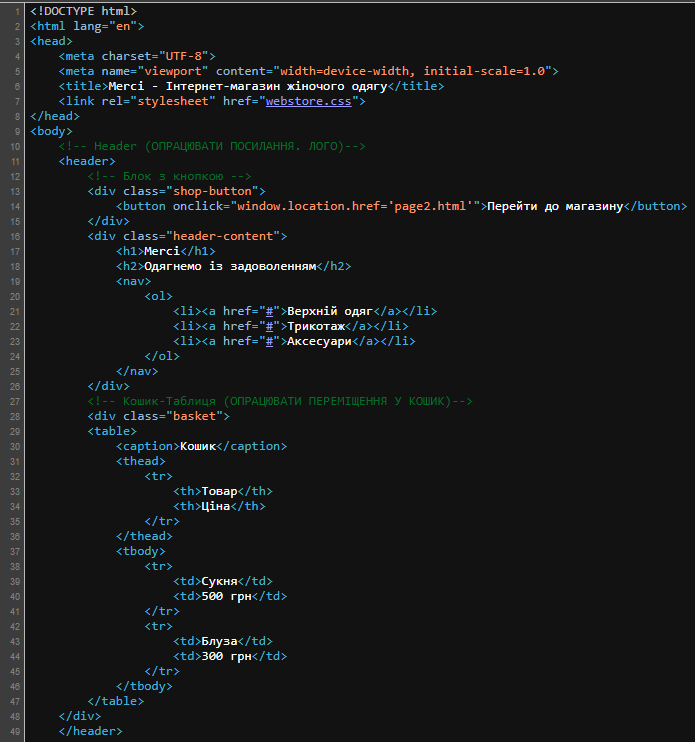 1 <!DOCTYPE html>
2 <html lang="en">
3 <head>
4     <meta charset="UTF-8">
5     <meta name="viewport" content="width=device-width, initial-scale=1.0">
6     <title>Мерсі - Інтернет-магазин жіночого одягу</title>
7     <link rel="stylesheet" href="webstore.css">
8 </head>
9 <body>
10     <!-- Header (ОПРАЦЮВАТИ ПОСИЛАННЯ. ЛОГО)-->
11     <header>
12         <!-- Блок з кнопкою -->
13         <div class="shop-button">
14             <button onclick="window.location.href='page2.html'">Перейти до магазину</button>
15         </div>
16         <div class="header-content">
17             <h1>Мерсі</h1>
18             <h2>Одягнемо із задоволенням</h2>
19             <nav>
20                 <ol>
21                     <li><a href="#">Верхній одяг</a></li>
22                     <li><a href="#">Трикотаж</a></li>
23                     <li><a href="#">Аксесуари</a></li>
24                 </ol>
25             </nav>
26         </div>
27         <!-- Кошик-Таблиця (ОПРАЦЮВАТИ ПЕРЕМІЩЕННЯ У КОШИК)-->
28         <div class="basket">
29         <table>
30             <caption>Кошик</caption>
31             <thead>
32                 <tr>
33                     <th>Товар</th>
34                     <th>Ціна</th>
35                 </tr>
36             </thead>
37             <tbody>
38                 <tr>
39                     <td>Сукня</td>
40                     <td>500 грн</td>
41                 </tr>
42                 <tr>
43                     <td>Блуза</td>
44                     <td>300 грн</td>
45                 </tr>
46             </tbody>
47         </table>
48     </div>
49     </header>